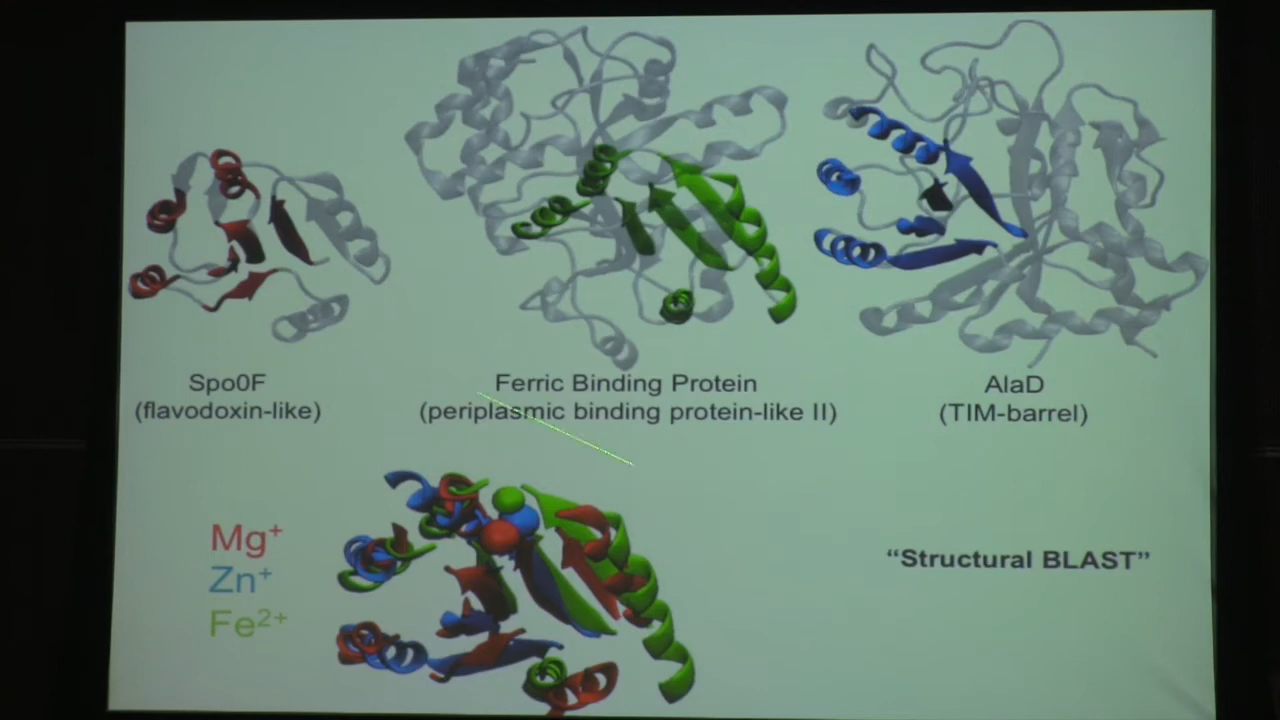 Spo0F
(flavodoxin-like)
Ferric Binding Protein
(periplasmic binding protein-like II)
AlaD
(TIM-barrel)
Mg⁺
Zn⁺
Fe²⁺
“Structural BLAST”